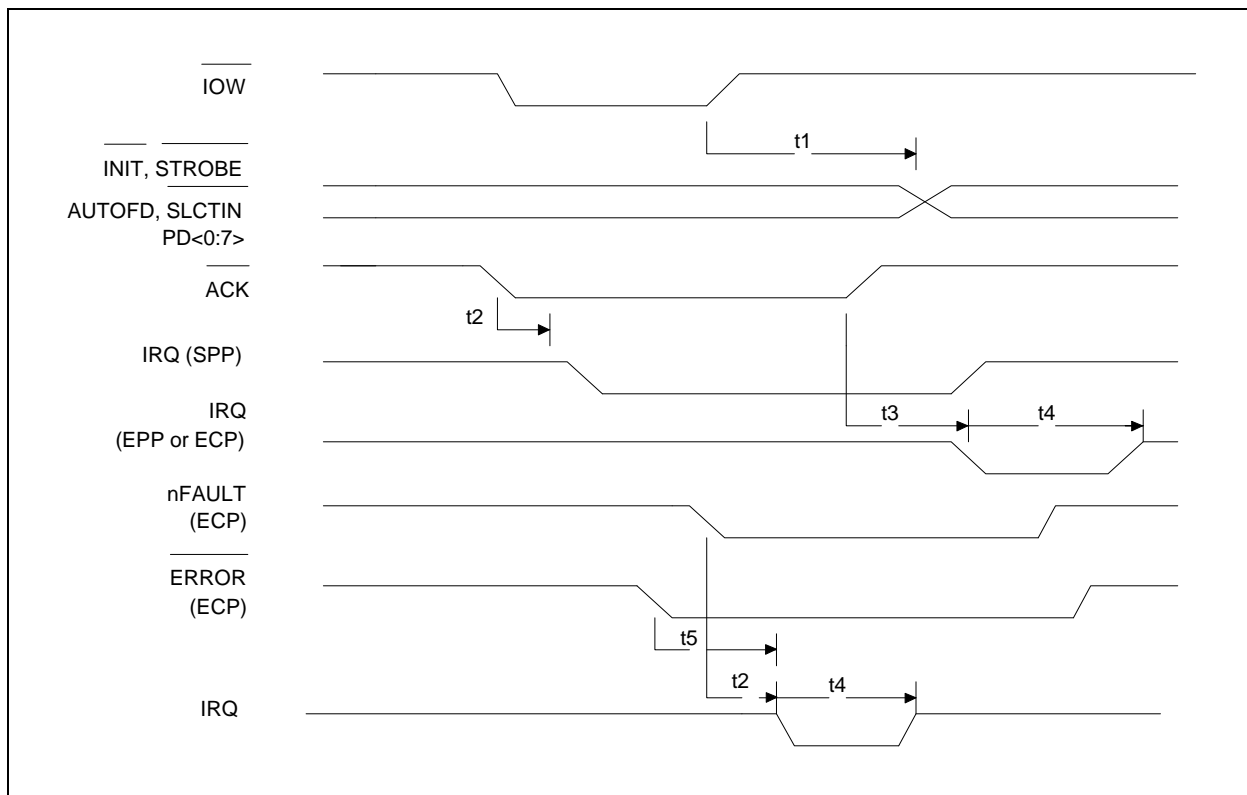 IOW
t1
INIT, STROBE
AUTOFD, SLCTIN
PD<0:7>
ACK
t2
IRQ (SPP)
IRQ
(EPP or ECP)
t3
t4
nFAULT
(ECP)
ERROR
(ECP)
t5
t2
t4
IRQ